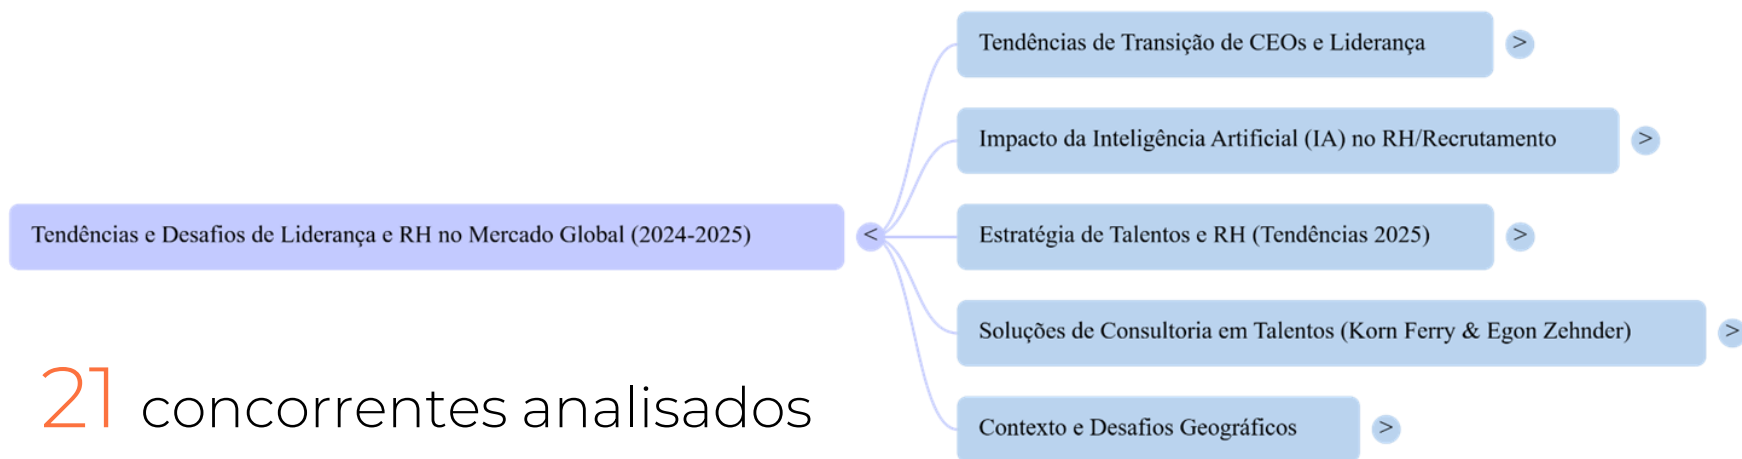 Tendências de Transição de CEOs e Liderança >
Impacto da Inteligência Artificial (IA) no RH/Recrutamento >
Tendências e Desafios de Liderança e RH no Mercado Global (2024-2025) <
Estratégia de Talentos e RH (Tendências 2025) >
Soluções de Consultoria em Talentos (Korn Ferry & Egon Zehnder) >
Contexto e Desafios Geográficos >
21 concorrentes analisados